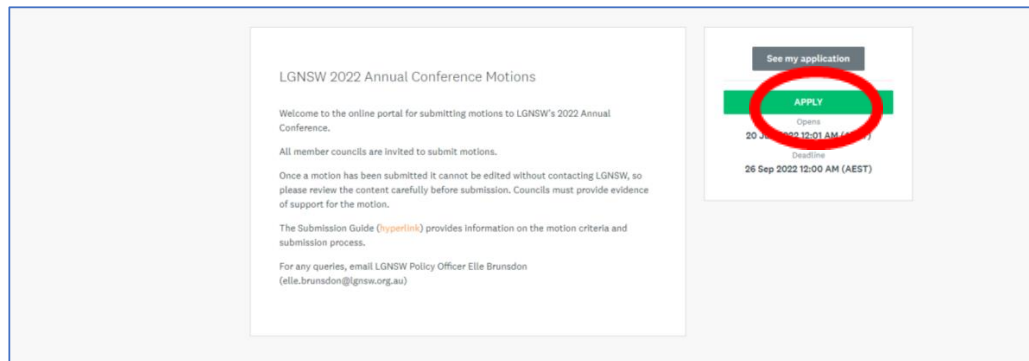 LGNSW 2022 Annual Conference Motions
Welcome to the online portal for submitting motions to LGNSW's 2022 Annual
Conference.
All member councils are invited to submit motions.
Once a motion has been submitted it cannot be edited without contacting LGNSW, so
please review the content carefully before submission. Councils must provide evidence
of support for the motion.
The Submission Guide (hyperlink) provides information on the motion criteria and
submission process.
For any queries, email LGNSW Policy Officer Elle Brunsdon
(elle.brunsdon@lgnsw.org.au)
See my application
APPLY
Opens
20 2022 12:01 AM
Deadline
26 Sep 2022 12:00 AM (AEST)